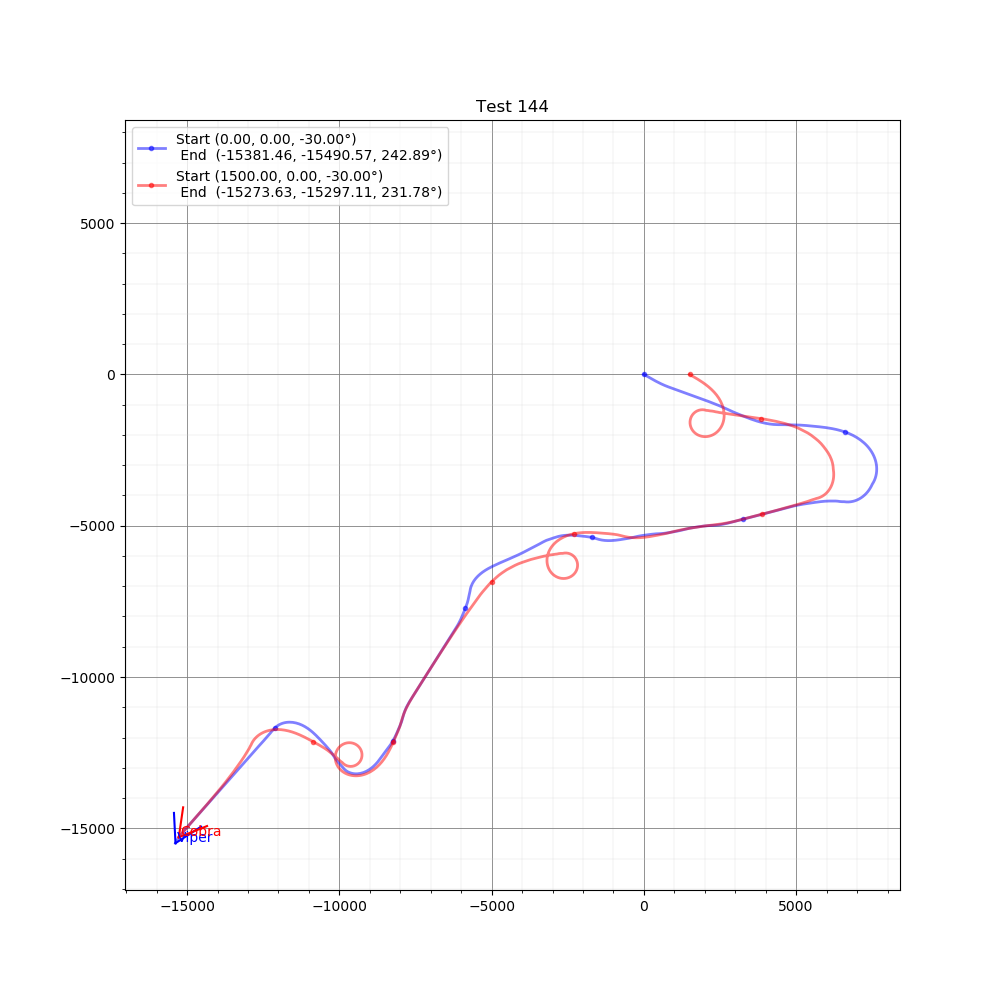 Test 144
Start (0.00, 0.00, -30.00°)
End  (-15381.46, -15490.57, 242.89°)
Start (1500.00, 0.00, -30.00°)
End  (-15273.63, -15297.11, 231.78°)
5000
0
−5000
−10000
−15000
−15000
−10000
−5000
0
5000